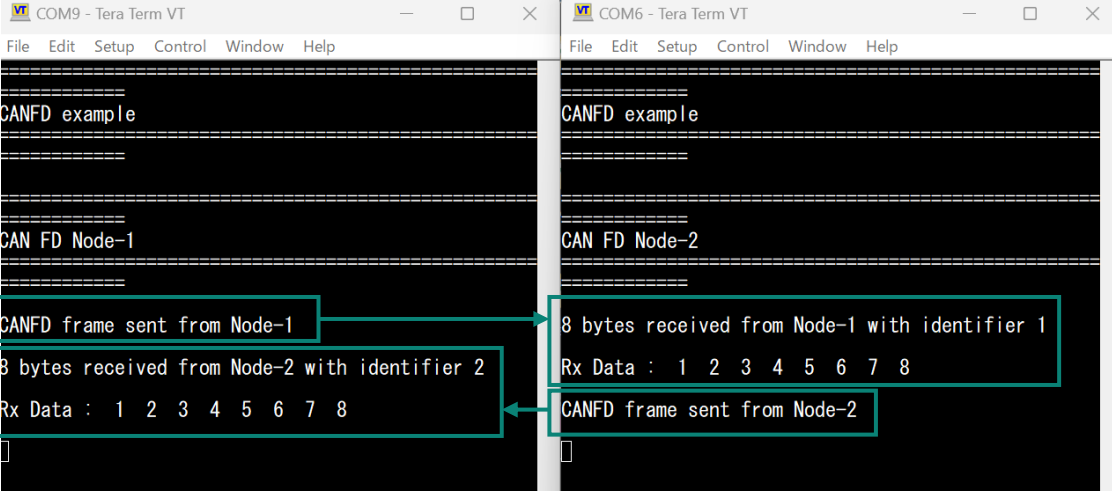 COM9 - Tera Term VT
File Edit Setup Control Window Help
===================================================
============
CANFD example
===================================================
============
===================================================
============
CAN FD Node-1
===================================================
============
CANFD frame sent from Node-1
8 bytes received from Node-2 with identifier 2
Rx Data : 1 2 3 4 5 6 7 8
COM6 - Tera Term VT
File Edit Setup Control Window Help
===================================================
============
CANFD example
===================================================
============
===================================================
============
CAN FD Node-2
===================================================
============
8 bytes received from Node-1 with identifier 1
Rx Data : 1 2 3 4 5 6 7 8
CANFD frame sent from Node-2